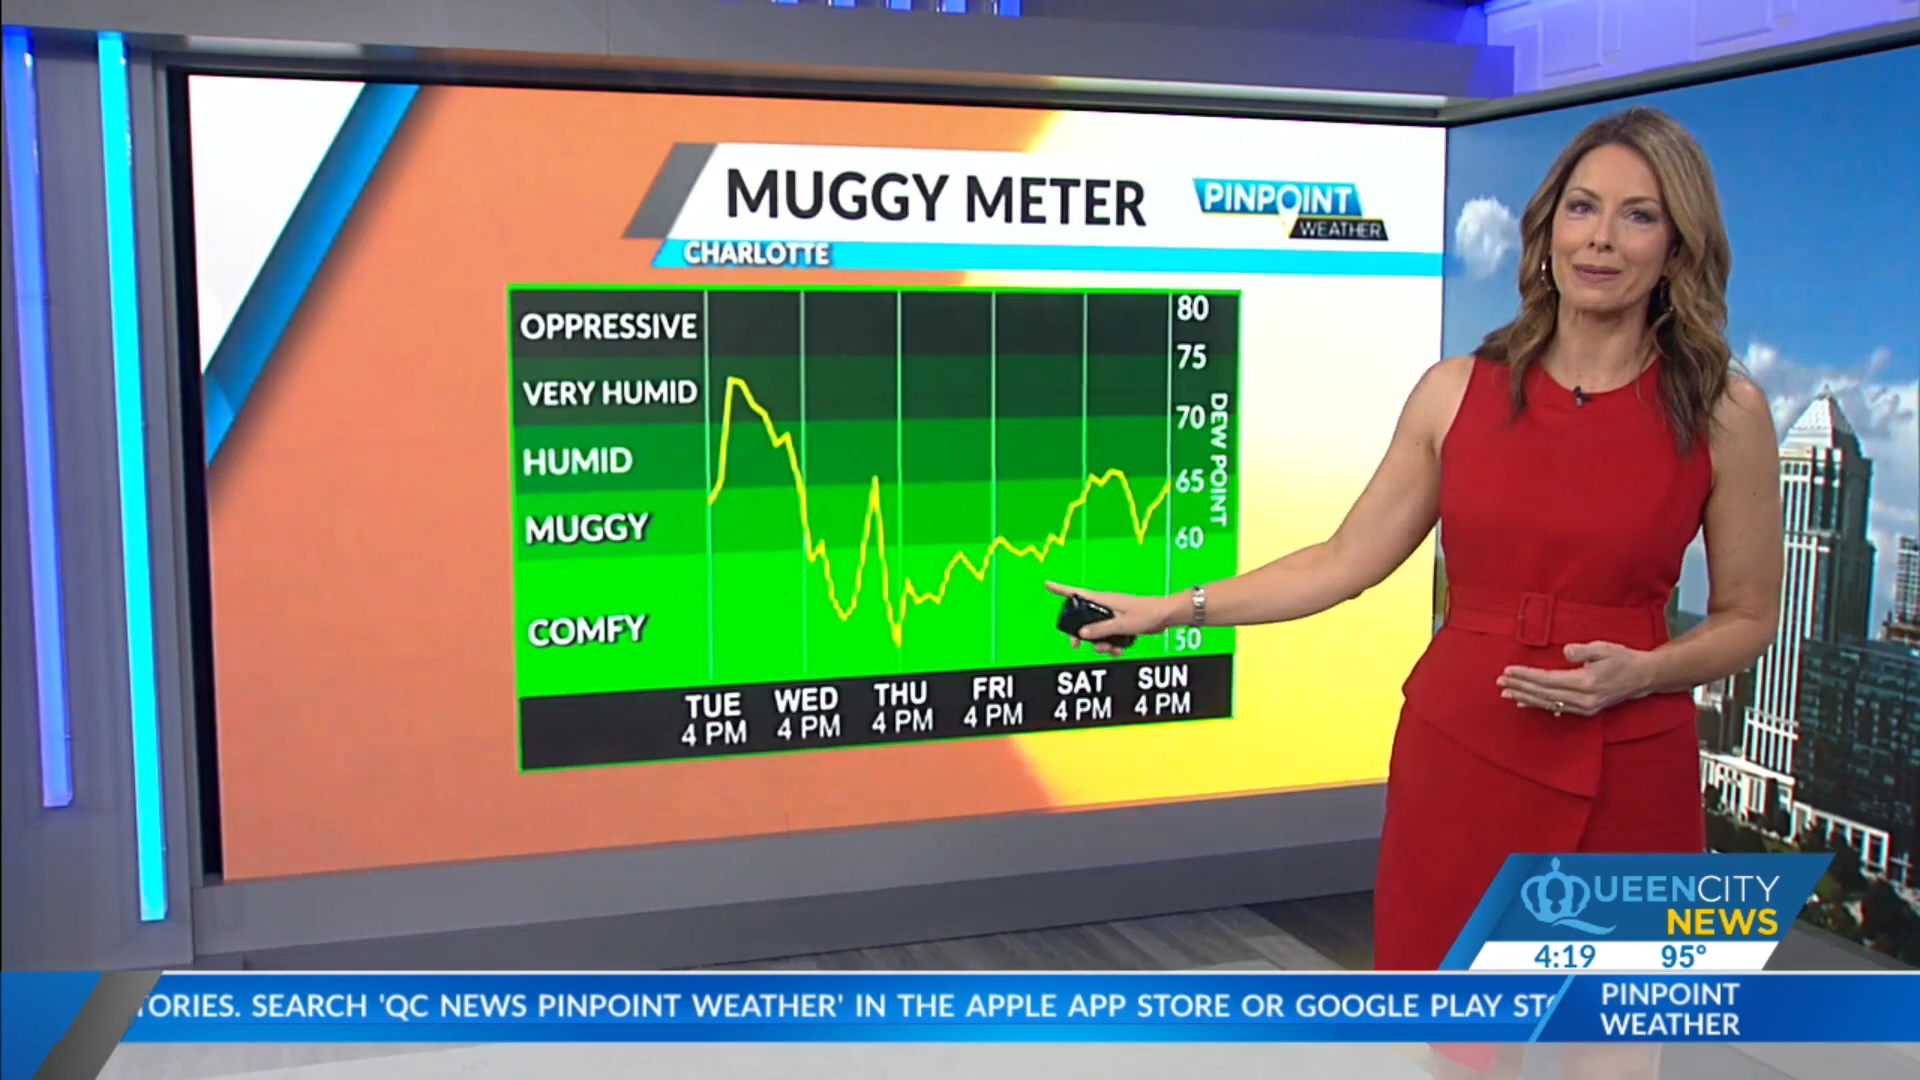 MUGGY METER
PINPOINT
WEATHER
CHARLOTTE
OPPRESSIVE
VERY HUMID
HUMID
MUGGY
COMFY
80
75
70
65
60
50
DEW POINT
TUE WED THU FRI SAT SUN
4 PM 4 PM 4 PM 4 PM 4 PM 4 PM
QUEENCITY
NEWS
4:19 95°
TORIES. SEARCH 'QC NEWS PINPOINT WEATHER' IN THE APPLE APP STORE OR GOOGLE PLAY STO
PINPOINT
WEATHER